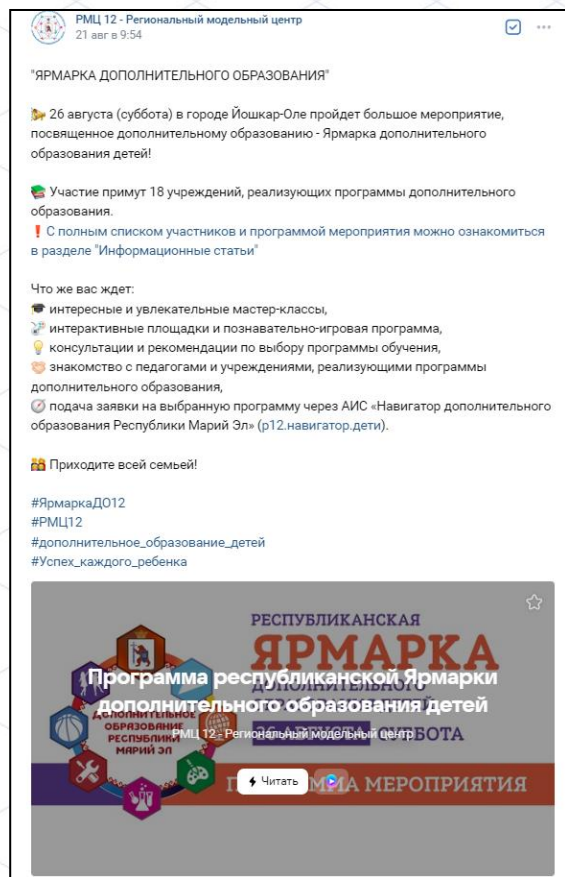 РМЦ 12 - Региональный модельный центр
21 авг в 9:54
"ЯРМАРКА ДОПОЛНИТЕЛЬНОГО ОБРАЗОВАНИЯ"
26 августа (суббота) в городе Йошкар-Оле пройдет большое мероприятие,
посвященное дополнительному образованию - Ярмарка дополнительного
образования детей!
Участие примут 18 учреждений, реализующих программы дополнительного
образования.
❗ С полным списком участников и программой мероприятия можно ознакомиться
в разделе "Информационные статьи"
Что же вас ждет:
интересные и увлекательные мастер-классы,
интерактивные площадки и познавательно-игровая программа,
консультации и рекомендации по выбору программы обучения,
знакомство с педагогами и учреждениями, реализующими программы
дополнительного образования,
подача заявки на выбранную программу через АИС «Навигатор дополнительного
образования Республики Марий Эл» (р12.навигатор.дети).
Приходите всей семьей!
#ЯрмаркаДО12
#РМЦ12
#дополнительное_образование_детей
#Успех_каждого_ребенка
РЕСПУБЛИКАНСКАЯ
ЯРМАРКА
Программа республиканской Ярмарки
дополнительного образования детей
ДОПОЛНИТЕЛЬНОГО
ДОПОЛНИТЕЛЬНОЕ
ОБРАЗОВАНИЕ
РЕСПУБЛИКИ
МАРИЙ ЭЛ
26 АВГУСТА СУББОТА
РМЦ 12 - Региональный модельный центр
Читать
МЕРОПРИЯТИЯ